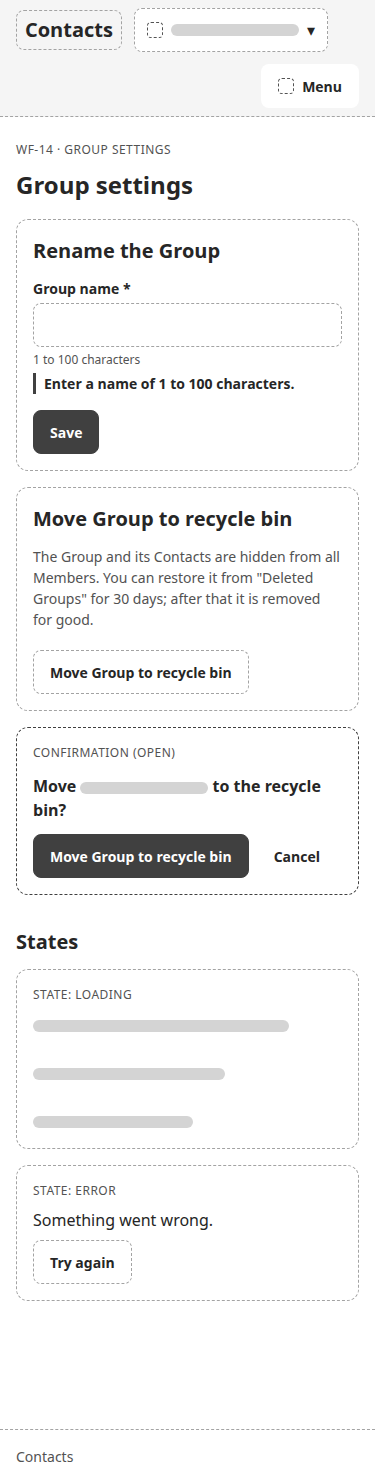 Contacts ▾
Menu
WF-14 · GROUP SETTINGS
Group settings
Rename the Group
Group name *
1 to 100 characters
Enter a name of 1 to 100 characters.
Save
Move Group to recycle bin
The Group and its Contacts are hidden from all
Members. You can restore it from "Deleted
Groups" for 30 days; after that it is removed
for good.
Move Group to recycle bin
CONFIRMATION (OPEN)
Move to the recycle
bin?
Move Group to recycle bin Cancel
States
STATE: LOADING
STATE: ERROR
Something went wrong.
Try again
Contacts